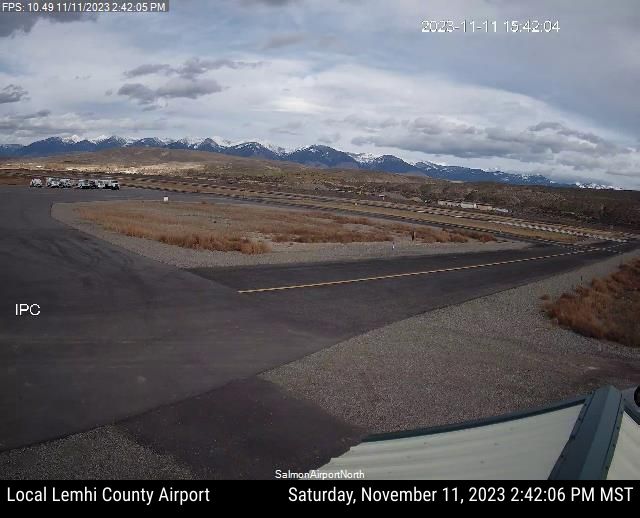 FPS: 10.49 11/11/2023 2:42:05 PM
2023-11-11 15:42:04
IPC
SalmonAirportNorth
Local Lemhi County Airport Saturday, November 11, 2023 2:42:06 PM MST